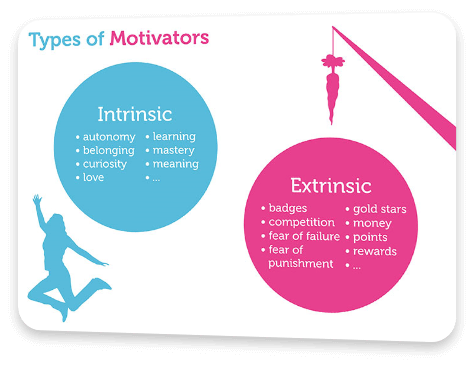 Types of Motivators
Intrinsic
• autonomy
• belonging
• curiosity
• love
• learning
• mastery
• meaning
• ...
Extrinsic
• badges
• competition
• fear of failure
• fear of
punishment
• gold stars
• money
• points
• rewards
• ...